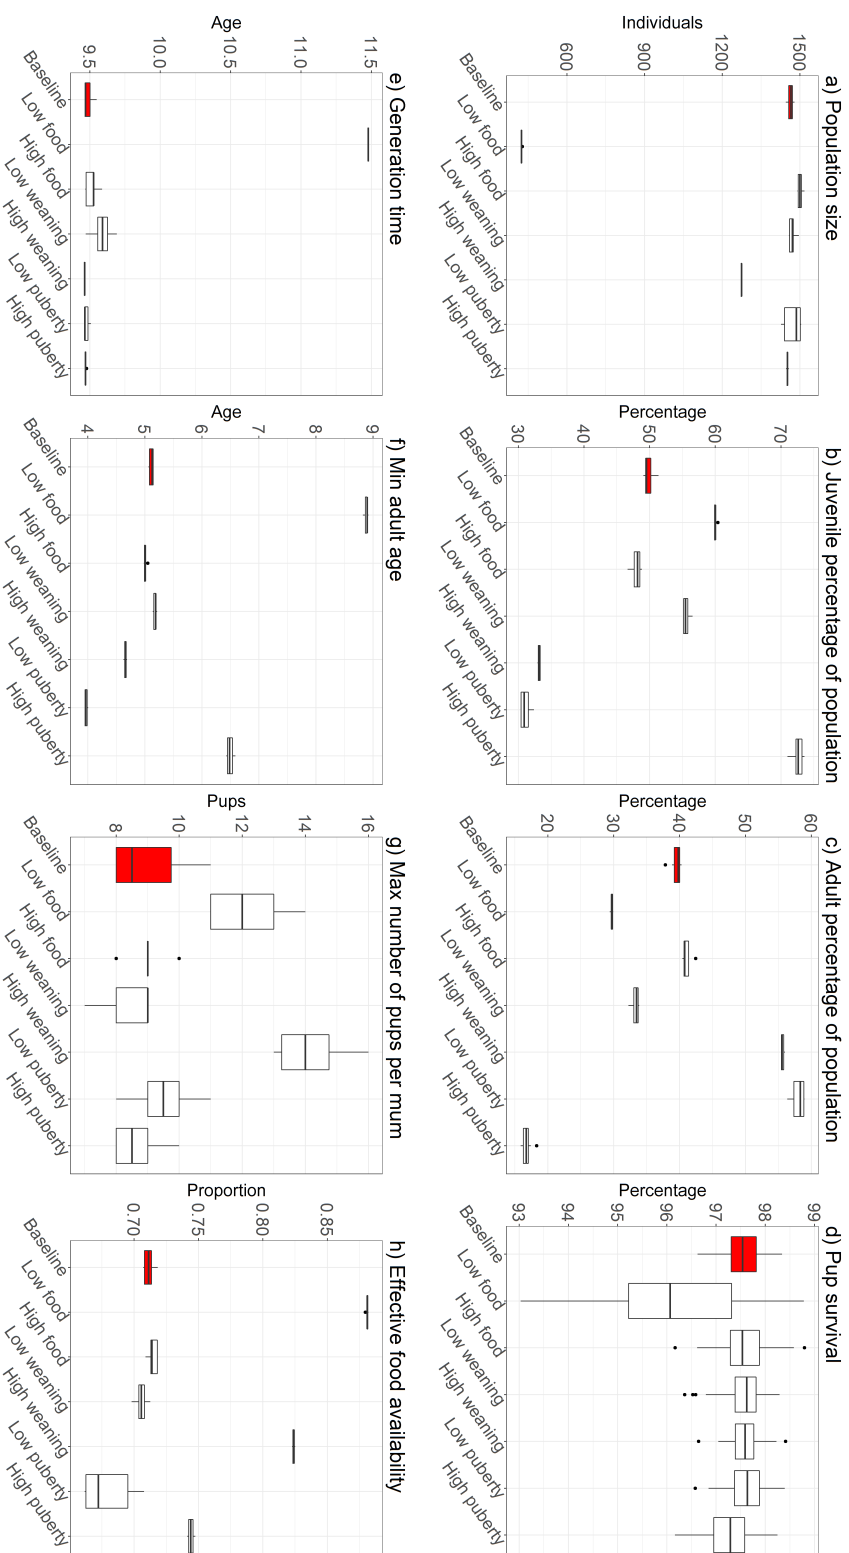 a) Population size
Individuals
600
900
1200
1500
Baseline
Low food
High food
Low weaning
High weaning
Low puberty
High puberty
b) Juvenile percentage of population
Percentage
30
40
50
60
70
Baseline
Low food
High food
Low weaning
High weaning
Low puberty
High puberty
c) Adult percentage of population
Percentage
20
30
40
50
60
Baseline
Low food
High food
Low weaning
High weaning
Low puberty
High puberty
d) Pup survival
Percentage
93
94
95
96
97
98
99
Baseline
Low food
High food
Low weaning
High weaning
Low puberty
High puberty
e) Generation time
Age
9.5
10.0
10.5
11.0
11.5
Baseline
Low food
High food
Low weaning
High weaning
Low puberty
High puberty
f) Min adult age
Age
4
5
6
7
8
9
Baseline
Low food
High food
Low weaning
High weaning
Low puberty
High puberty
g) Max number of pups per mum
Pups
8
10
12
14
16
Baseline
Low food
High food
Low weaning
High weaning
Low puberty
High puberty
h) Effective food availability
Proportion
0.70
0.75
0.80
0.85
Baseline
Low food
High food
Low weaning
High weaning
Low puberty
High puberty